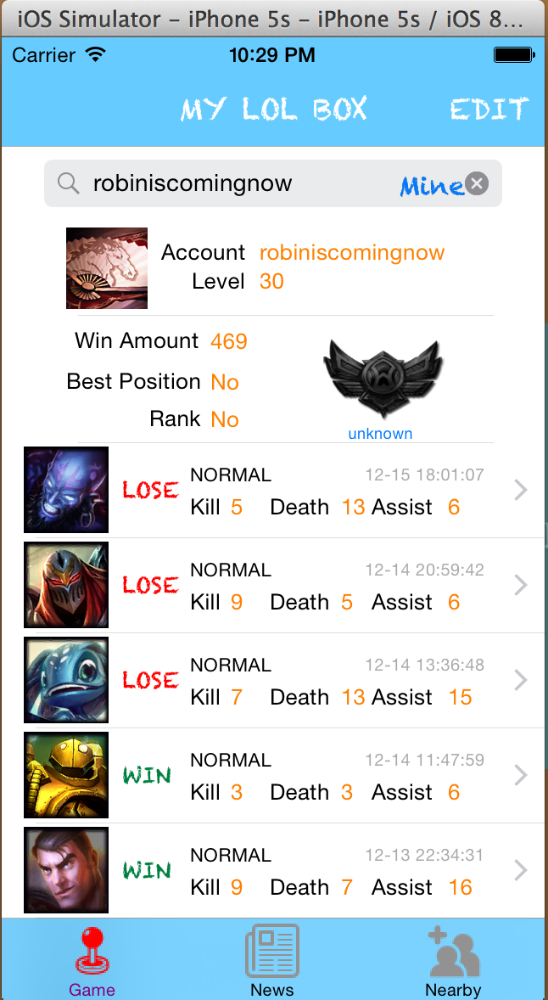 iOS Simulator – iPhone 5s – iPhone 5s / iOS 8...
Carrier 10:29 PM
MY LOL BOX EDIT
robiniscomingnow Mine
Account robiniscomingnow
Level 30
Win Amount 469
Best Position No
Rank No
unknown
LOSE NORMAL 12-15 18:01:07
Kill 5 Death 13 Assist 6
LOSE NORMAL 12-14 20:59:42
Kill 9 Death 5 Assist 6
LOSE NORMAL 12-14 13:36:48
Kill 7 Death 13 Assist 15
WIN NORMAL 12-14 11:47:59
Kill 3 Death 3 Assist 6
WIN NORMAL 12-13 22:34:31
Kill 9 Death 7 Assist 16
Game News Nearby